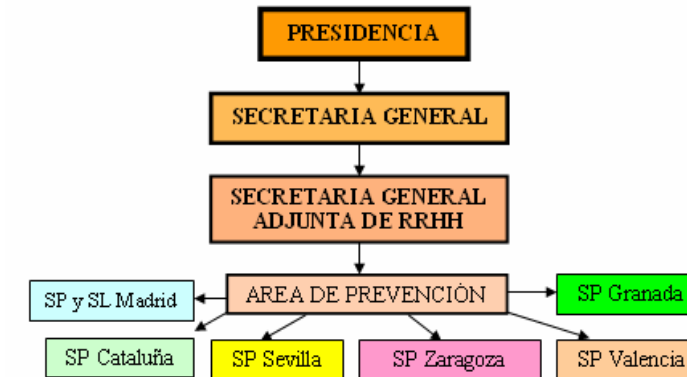 PRESIDENCIA
SECRETARIA GENERAL
SECRETARIA GENERAL
ADJUNTA DE RRHH
SP y SL Madrid
AREA DE PREVENCIÓN
SP Granada
SP Cataluña
SP Sevilla
SP Zaragoza
SP Valencia